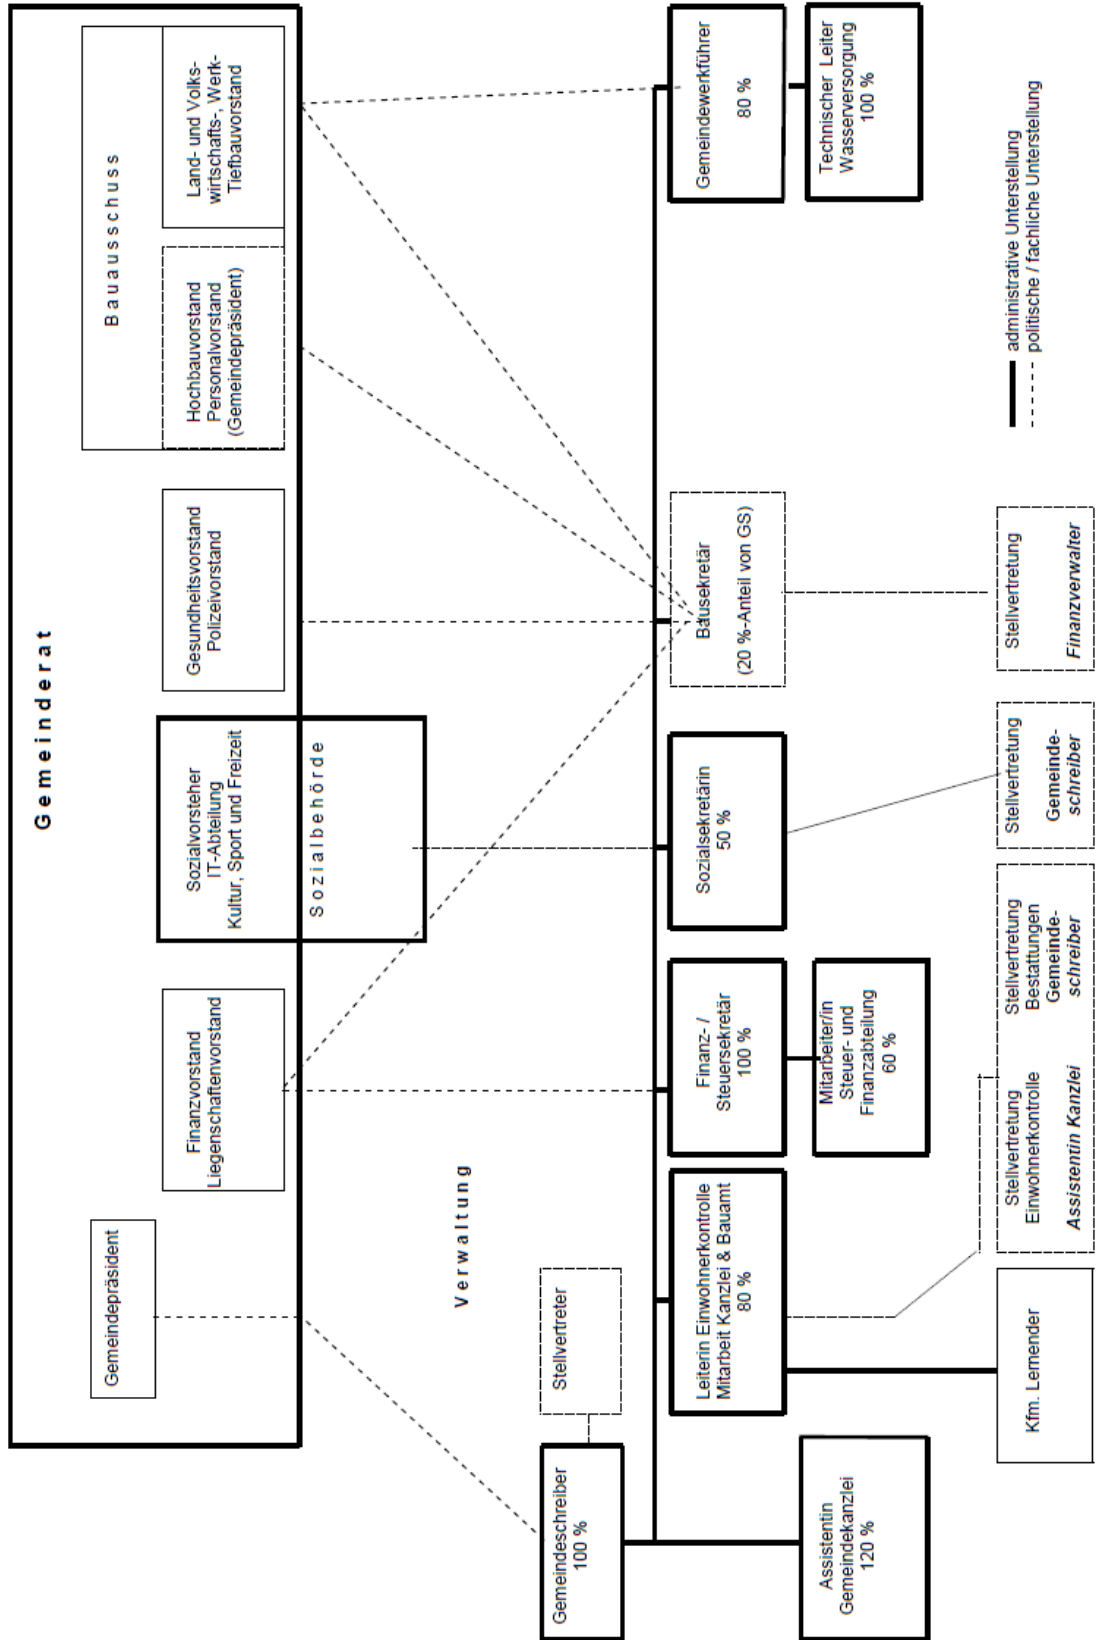 Gemeinderat
Gemeindepräsident
Finanzvorstand
Liegenschaftenvorstand
Sozialvorsteher
IT-Abteilung
Kultur, Sport und Freizeit
Sozialbehörde
Gesundheitsvorstand
Polizeivorstand
Bauausschuss
Hochbauvorstand
Personalvorstand
(Gemeindepräsident)
Land- und Volks-
wirtschafts-, Werk-
Tiefbauvorstand
Verwaltung
Gemeindeschreiber
100 %
Stellvertreter
Leiterin Einwohnerkontrolle
Mitarbeit Kanzlei & Bauamt
80 %
Finanz- /
Steuersekretär
100 %
Sozialsekretärin
50 %
Bausekretär
(20 %-Anteil von GS)
Gemeindewerkführer
80 %
Assistentin
Gemeindekanzlei
120 %
Mitarbeiter/in
Steuer- und
Finanzabteilung
60 %
Technischer Leiter
Wasserversorgung
100 %
Kfm. Lernender
Stellvertretung
Einwohnerkontrolle
Assistentin Kanzlei
Stellvertretung
Bestattungen
Gemeinde-
schreiber
Stellvertretung
Gemeinde-
schreiber
Stellvertretung
Finanzverwalter
administrative Unterstellung
politische / fachliche Unterstellung